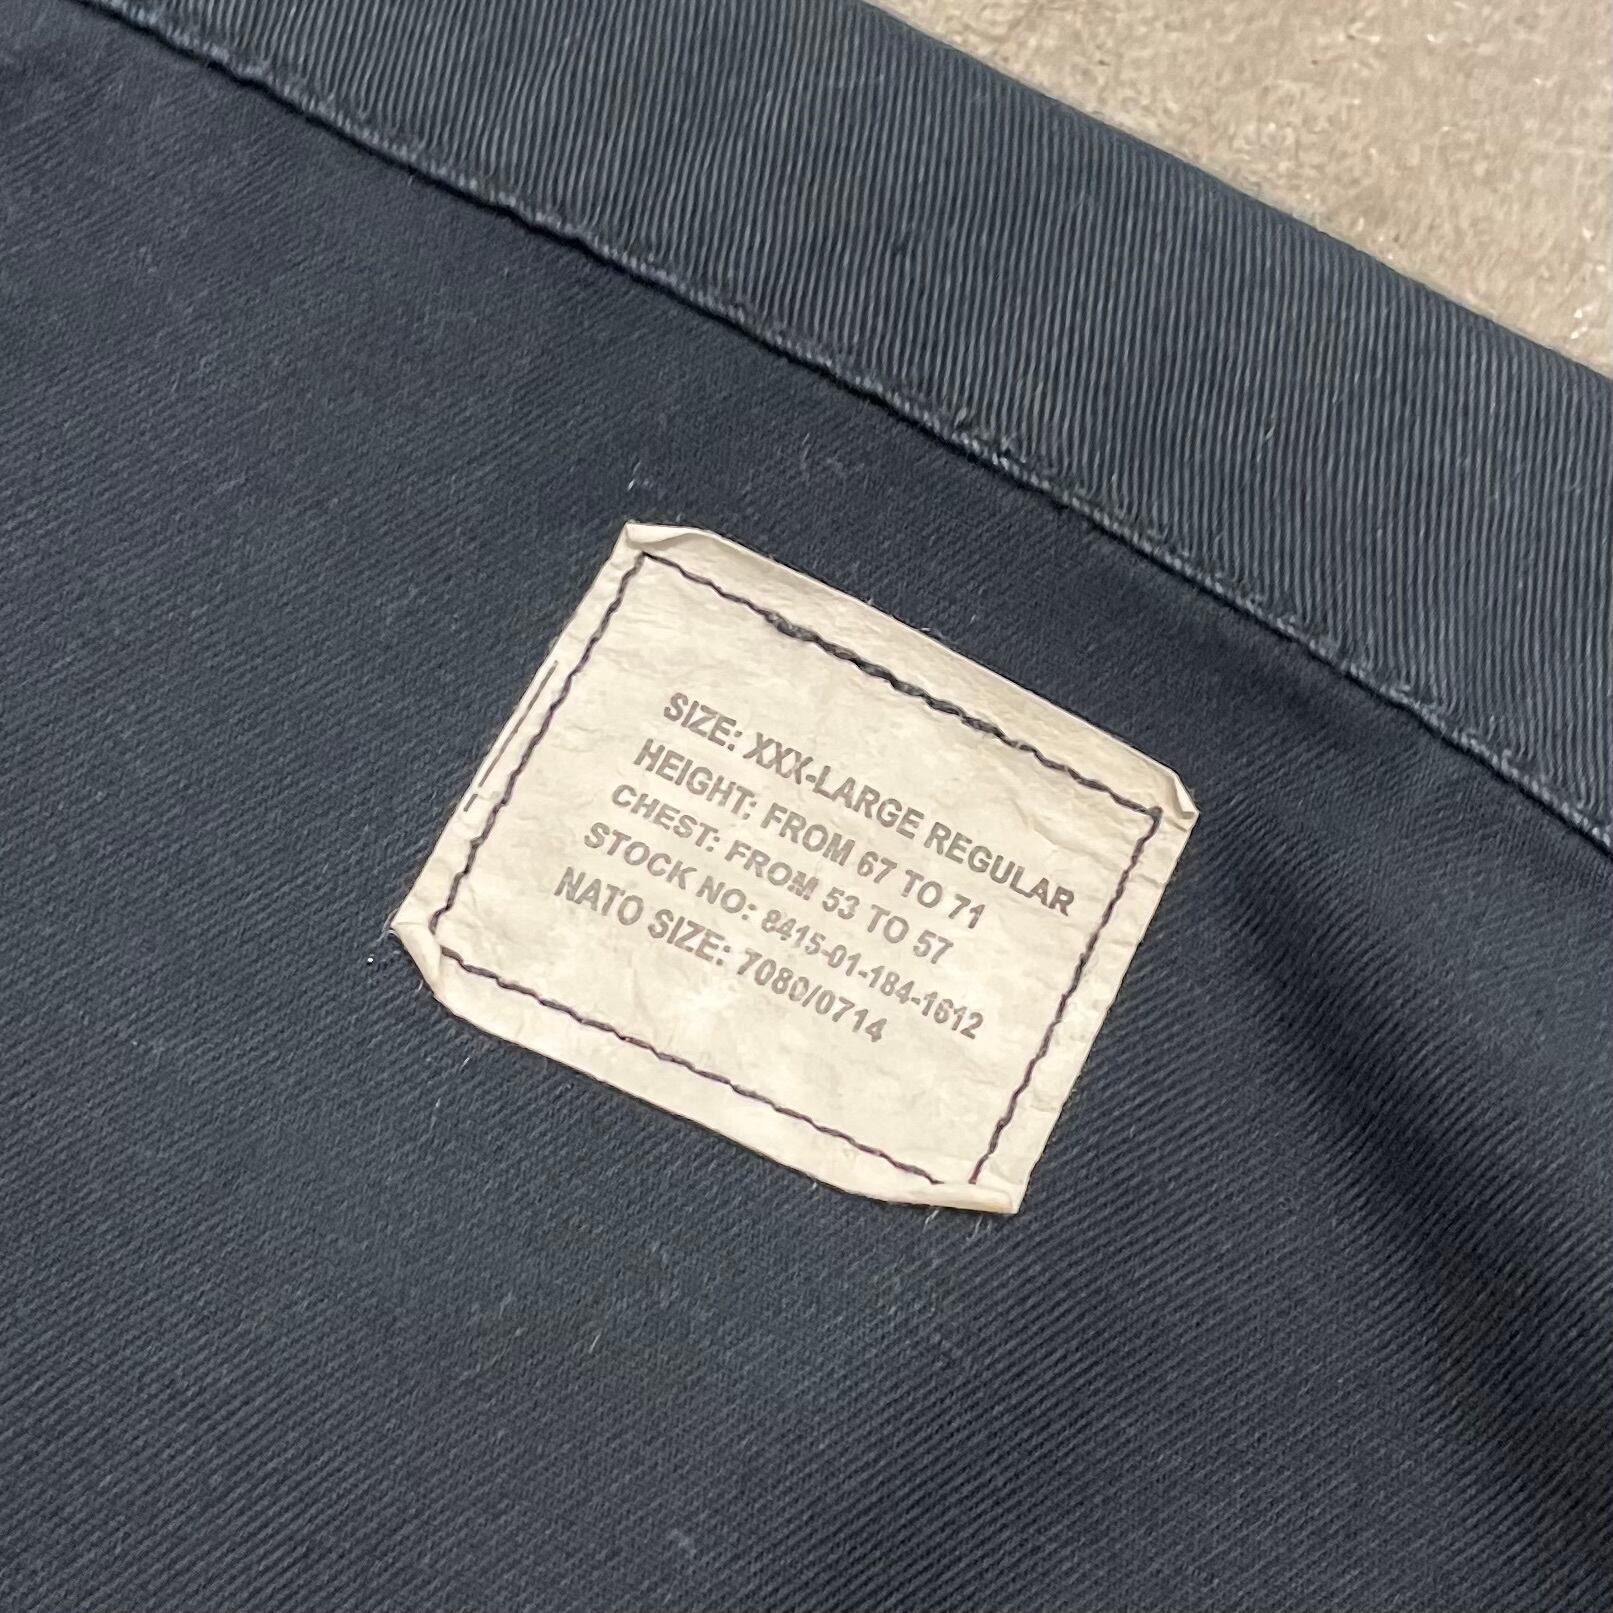 SIZE: XXX-LARGE REGULAR
HEIGHT: FROM 67 TO 71
CHEST: FROM 53 TO 57
STOCK NO: 8415-01-184-1612
NATO SIZE: 7080/0714